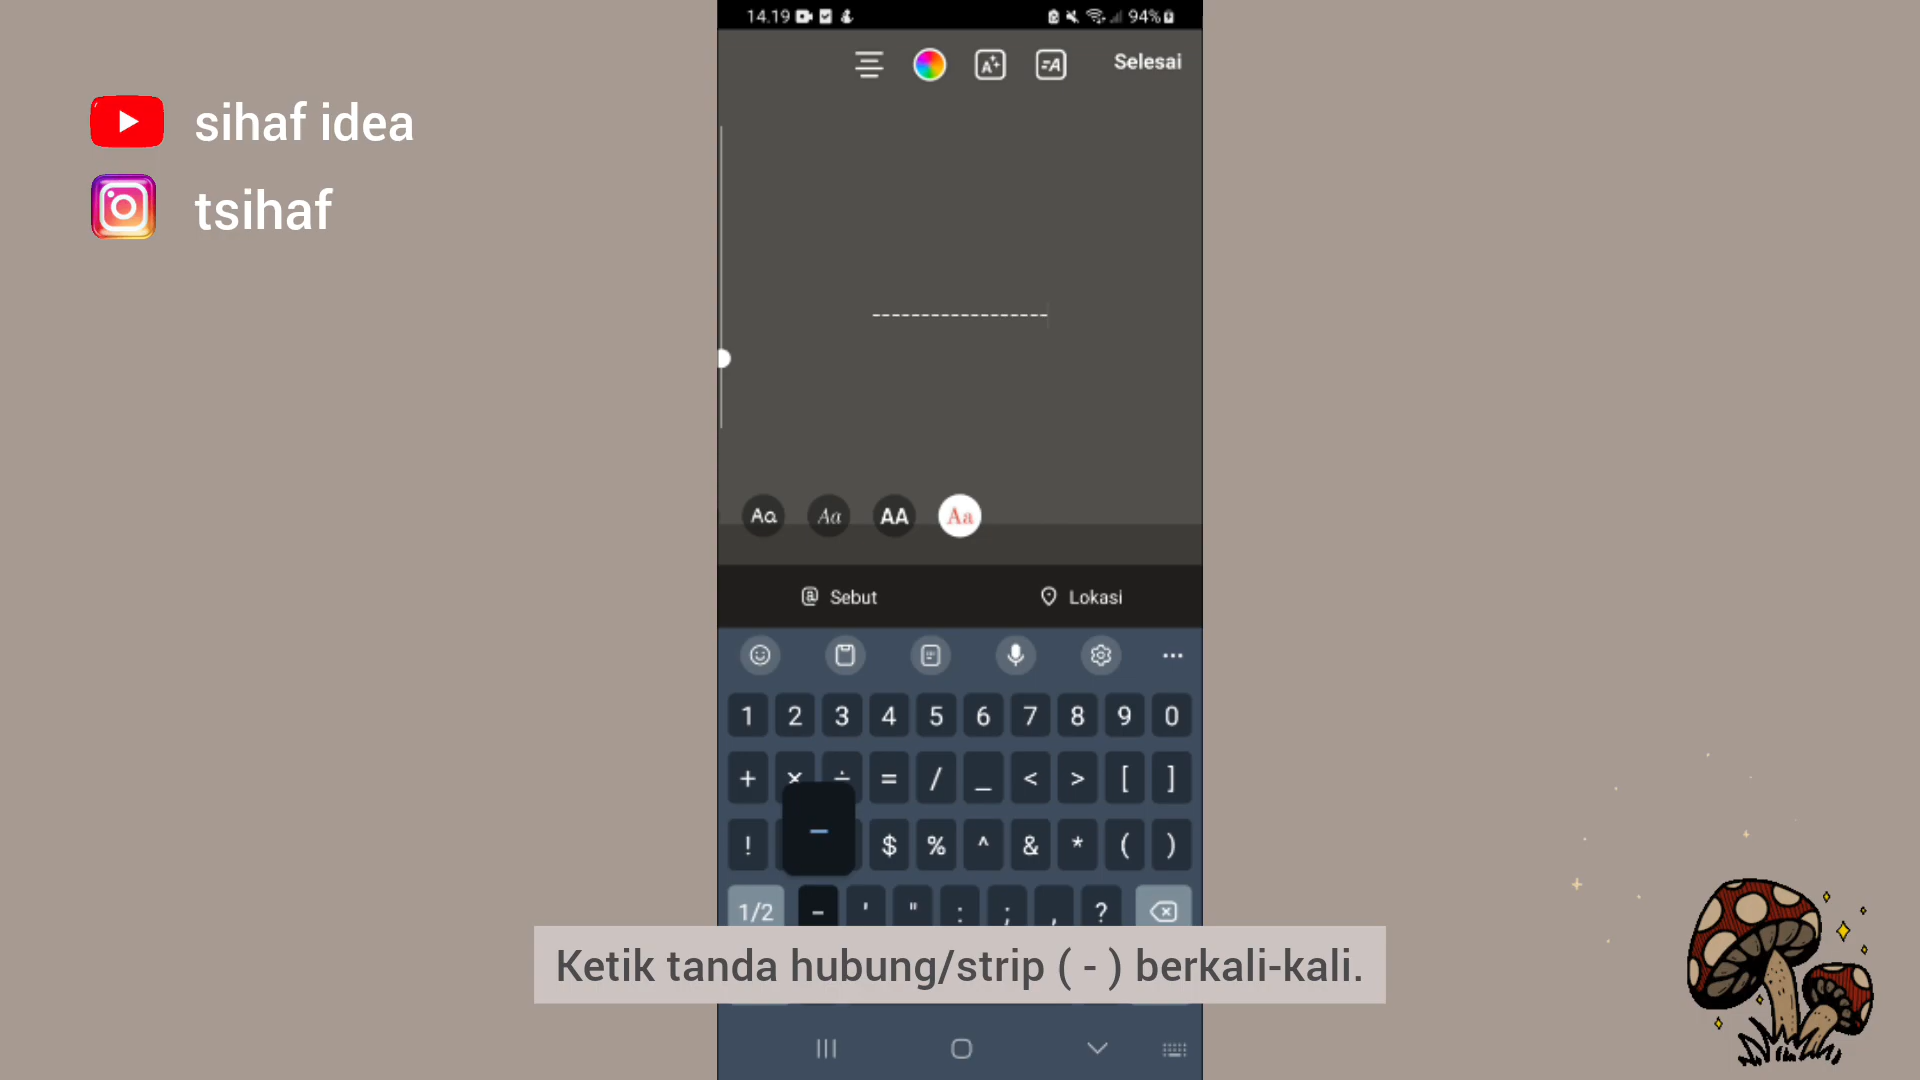 14.19
94%
Selesai
sihaf idea
tsihaf
------------------
Aa Aa AA Aa
@ Sebut
Lokasi
1 2 3 4 5 6 7 8 9 0
+ × ÷ = / _ < > [ ]
! - $ % ^ & * ( )
1/2 - ' " : ; , ?
Ketik tanda hubung/strip ( - ) berkali-kali.